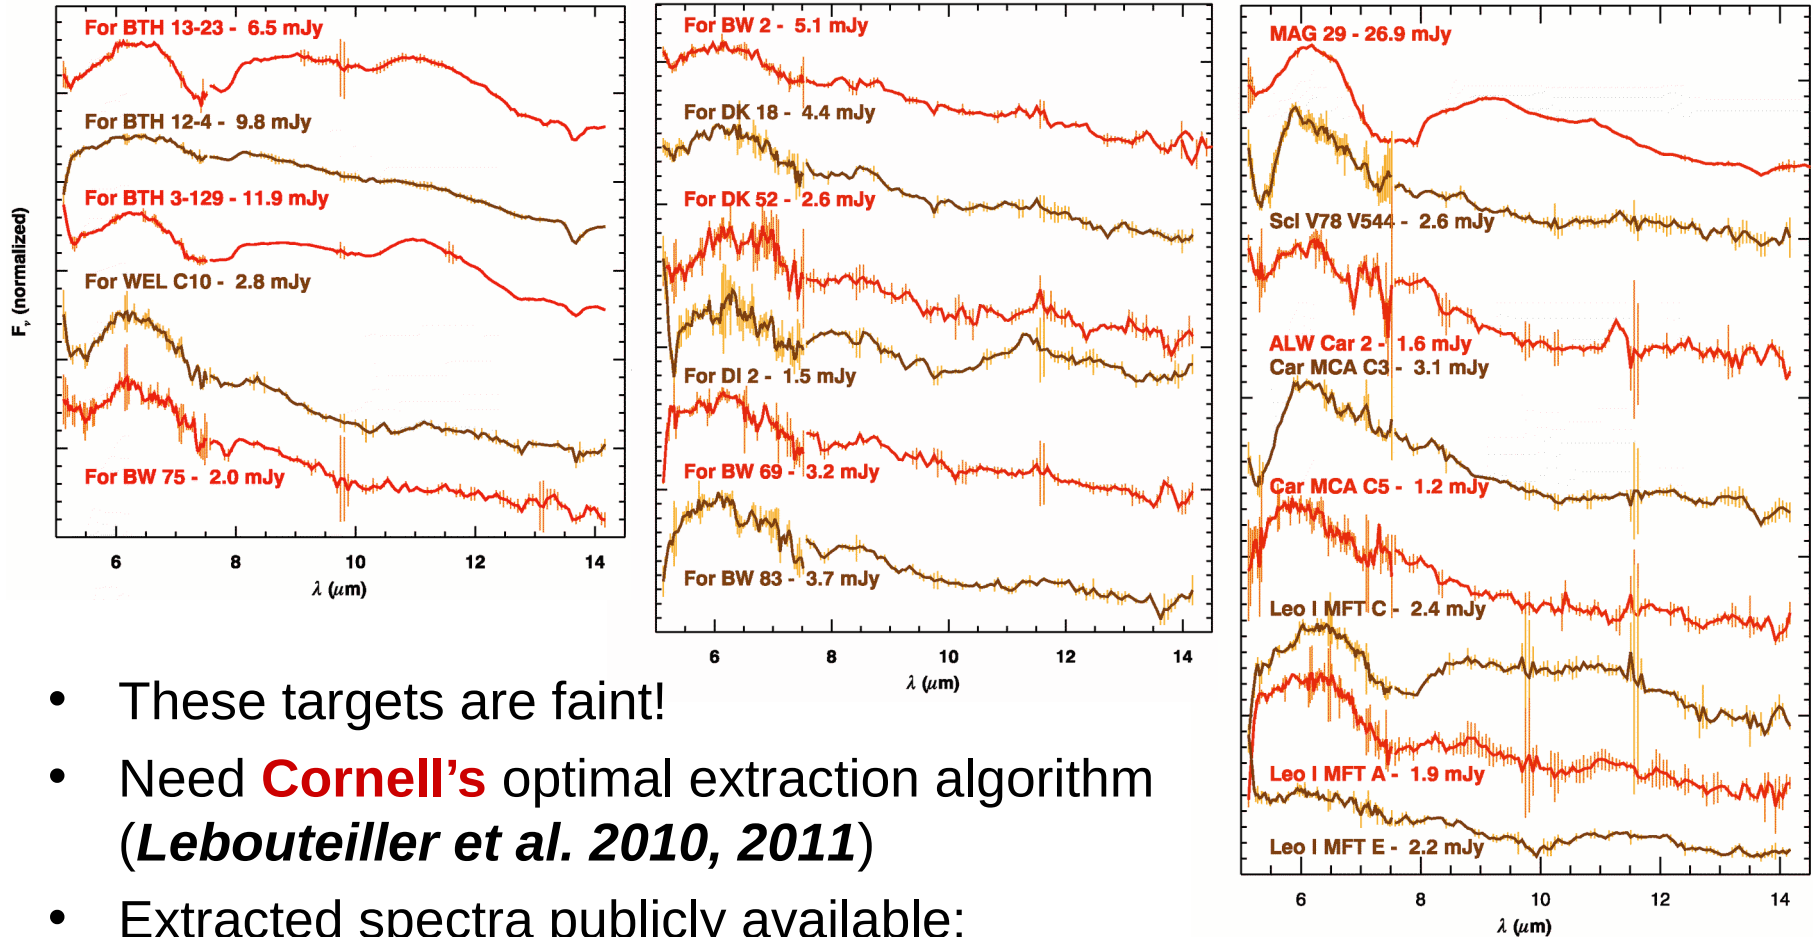 For BTH 13-23 - 6.5 mJy
For BTH 12-4 - 9.8 mJy
For BTH 3-129 - 11.9 mJy
For WEL C10 - 2.8 mJy
For BW 75 - 2.0 mJy
Fν (normalized)
6 8 10 12 14
λ (μm)
For BW 2 - 5.1 mJy
For DK 18 - 4.4 mJy
For DK 52 - 2.6 mJy
For DI 2 - 1.5 mJy
For BW 69 - 3.2 mJy
For BW 83 - 3.7 mJy
6 8 10 12 14
λ (μm)
MAG 29 - 26.9 mJy
Scl V78 V544 - 2.6 mJy
ALW Car 2 - 1.6 mJy
Car MCA C3 - 3.1 mJy
Car MCA C5 - 1.2 mJy
Leo I MFT C - 2.4 mJy
Leo I MFT A - 1.9 mJy
Leo I MFT E - 2.2 mJy
6 8 10 12 14
λ (μm)
• These targets are faint!
• Need Cornell’s optimal extraction algorithm
(Lebouteiller et al. 2010, 2011)
• Extracted spectra publicly available: